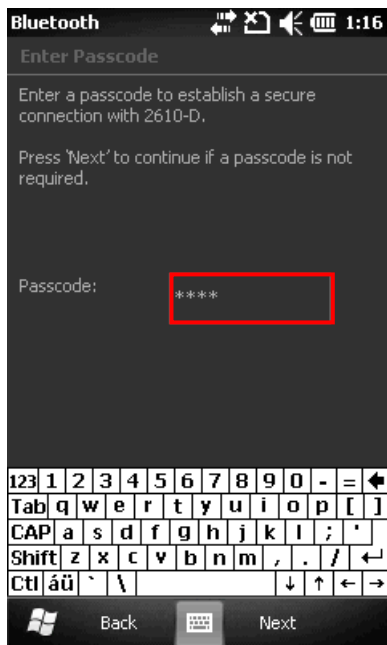 Bluetooth 1:16
Enter Passcode
Enter a passcode to establish a secure
connection with 2610-D.
Press 'Next' to continue if a passcode is not
required.
Passcode: ****
123 1 2 3 4 5 6 7 8 9 0 - =
Tab q w e r t y u i o p [ ]
CAP a s d f g h j k l ; '
Shift z x c v b n m , . /
Ctl áü ` \ ↓ ↑ ← →
Back Next